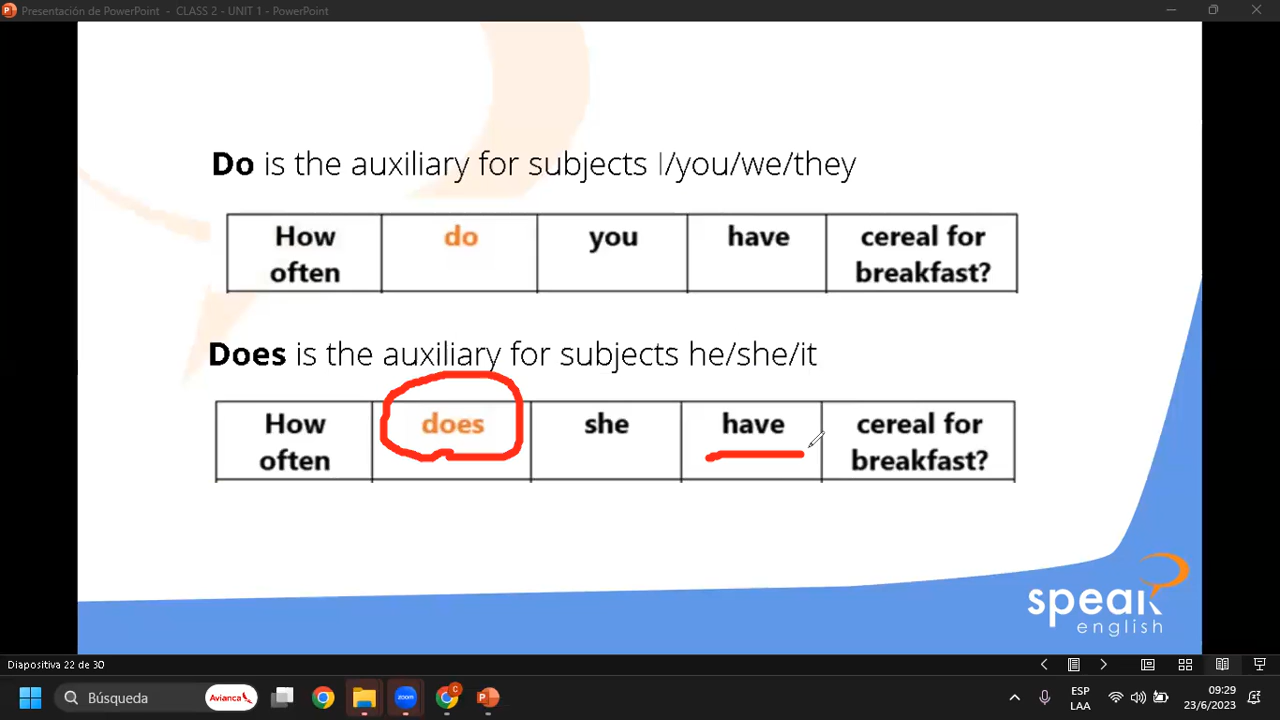 Presentación de PowerPoint - CLASS 2 - UNIT 1 - PowerPoint
Do is the auxiliary for subjects I/you/we/they
How often
do
you
have
cereal for breakfast?
Does is the auxiliary for subjects he/she/it
How often
does
she
have
cereal for breakfast?
speak
english
Diapositiva 22 de 30
Búsqueda
Avianca
zoom
C
ESP
LAA
09:29
23/6/2023